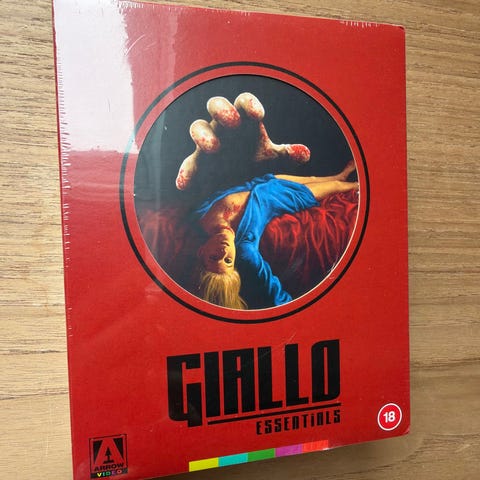 GIALLO
ESSENTIALS
18
ARROW
VIDEO